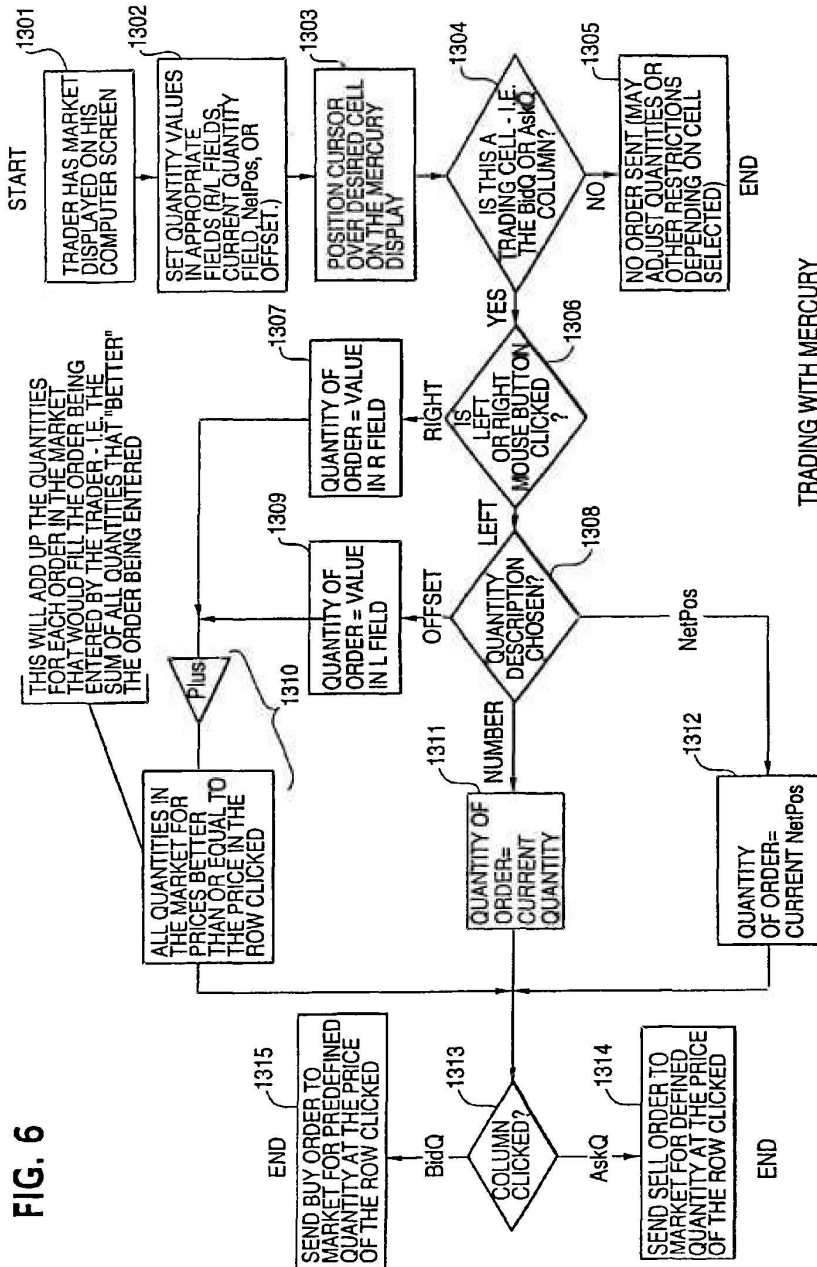 FIG. 6
START
1301
TRADER HAS MARKET
DISPLAYED ON HIS
COMPUTER SCREEN
1302
SET QUANTITY VALUES
IN APPROPRIATE
FIELDS (R/L FIELDS,
CURRENT QUANTITY
FIELD, NetPos, OR
OFFSET.)
1303
POSITION CURSOR
OVER DESIRED CELL
ON THE MERCURY
DISPLAY
1304
IS THIS A
TRADING CELL - I.E.
THE BidQ OR AskQ
COLUMN?
NO
1305
NO ORDER SENT (MAY
ADJUST QUANTITIES OR
OTHER RESTRICTIONS
DEPENDING ON CELL
SELECTED)
END
YES
1306
IS
LEFT
OR RIGHT
MOUSE BUTTON
CLICKED
?
RIGHT
1307
QUANTITY OF
ORDER = VALUE
IN R FIELD
LEFT
1308
QUANTITY
DESCRIPTION
CHOSEN?
OFFSET
1309
QUANTITY OF
ORDER = VALUE
IN L FIELD
Plus
1310
THIS WILL ADD UP THE QUANTITIES
FOR EACH ORDER IN THE MARKET
THAT WOULD FILL THE ORDER BEING
ENTERED BY THE TRADER - I.E. THE
SUM OF ALL QUANTITIES THAT "BETTER"
THE ORDER BEING ENTERED
ALL QUANTITIES IN
THE MARKET FOR
PRICES BETTER
THAN OR EQUAL TO
THE PRICE IN THE
ROW CLICKED
NUMBER
1311
QUANTITY OF
ORDER=
CURRENT
QUANTITY
NetPos
1312
QUANTITY
OF ORDER=
CURRENT NetPos
1313
COLUMN
CLICKED?
BidQ
1315
SEND BUY ORDER TO
MARKET FOR PREDEFINED
QUANTITY AT THE PRICE
OF THE ROW CLICKED
END
AskQ
1314
SEND SELL ORDER TO
MARKET FOR DEFINED
QUANTITY AT THE PRICE
OF THE ROW CLICKED
END
TRADING WITH MERCURY